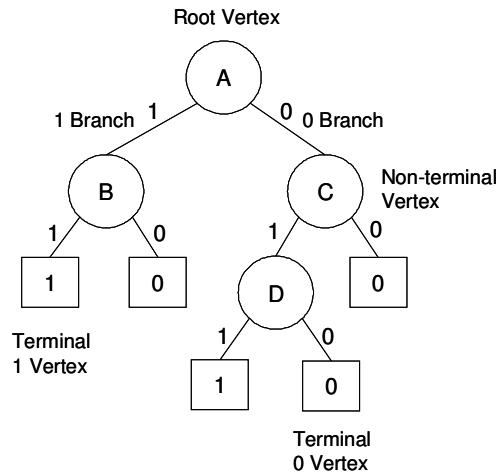 Root Vertex
A
1 Branch 1 0 0 Branch
B C Non-terminal
Vertex
1 0 1 0
1 0 D 0
Terminal
1 Vertex
1 0
1 0
Terminal
0 Vertex